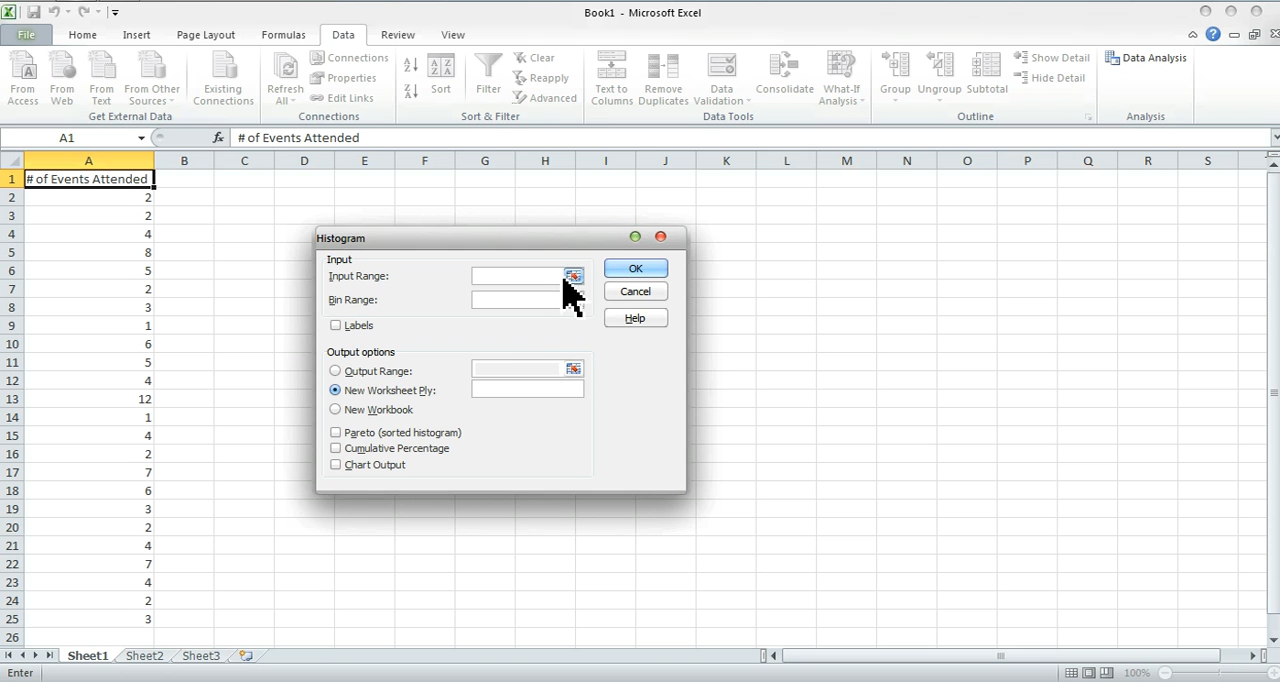 Book1 - Microsoft Excel
File Home Insert Page Layout Formulas Data Review View
From Access
From Web
From Text
From Other Sources
Existing Connections
Get External Data
Refresh All
Connections
Properties
Edit Links
Connections
Sort
Filter
Clear
Reapply
Advanced
Sort & Filter
Text to Columns
Remove Duplicates
Data Validation
Consolidate
What-If Analysis
Data Tools
Group
Ungroup
Subtotal
Show Detail
Hide Detail
Outline
Data Analysis
Analysis
A1 fx # of Events Attended
A B C D E F G H I J K L M N O P Q R S
1 # of Events Attended
2 2
3 2
4 4
5 8
6 5
7 2
8 3
9 1
10 6
11 5
12 4
13 12
14 1
15 4
16 2
17 7
18 6
19 3
20 2
21 4
22 7
23 4
24 2
25 3
26
Histogram
Input
Input Range:
Bin Range:
Labels
OK
Cancel
Help
Output options
Output Range:
New Worksheet Ply:
New Workbook
Pareto (sorted histogram)
Cumulative Percentage
Chart Output
Sheet1 Sheet2 Sheet3
Enter 100%